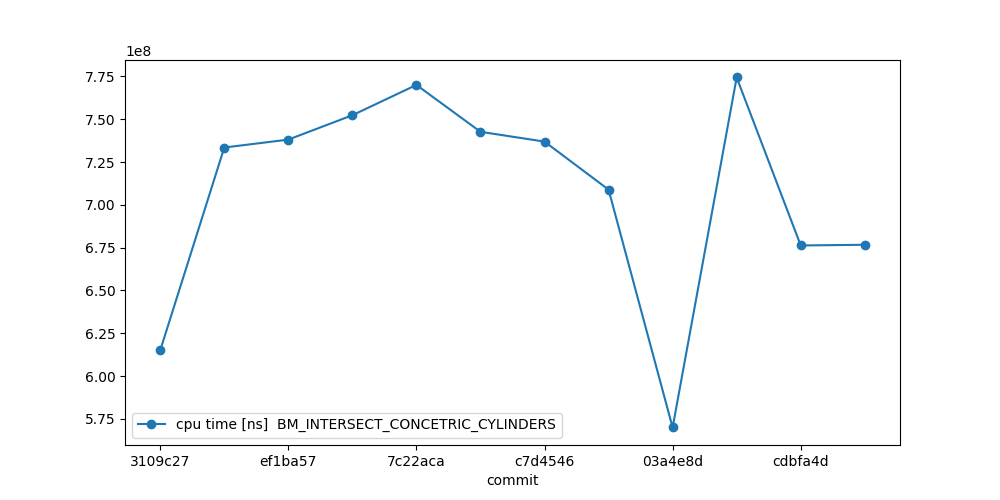 1e8
7.75
7.50
7.25
7.00
6.75
6.50
6.25
6.00
5.75
cpu time [ns]  BM_INTERSECT_CONCETRIC_CYLINDERS
3109c27 ef1ba57 7c22aca c7d4546 03a4e8d cdbfa4d
commit